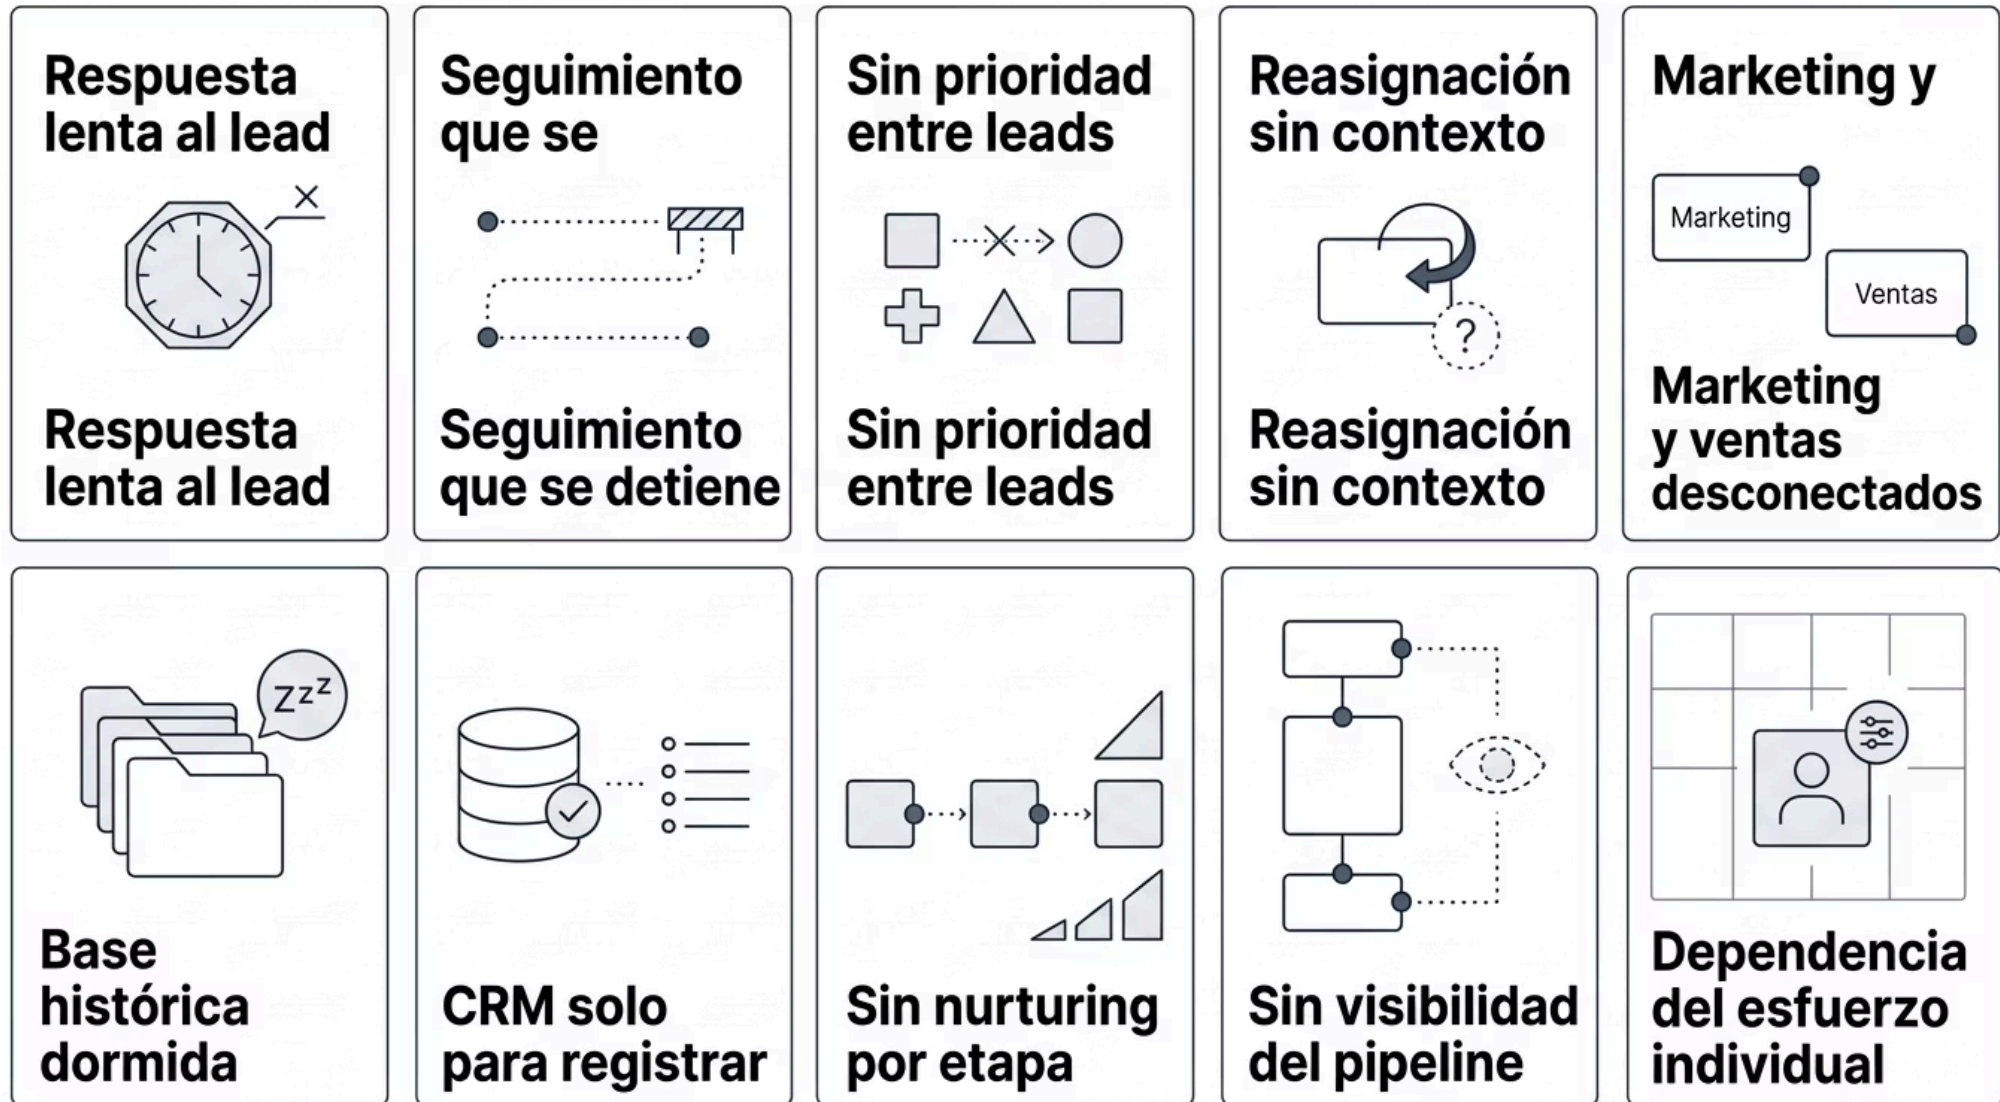 Respuesta
lenta al lead
Respuesta
lenta al lead
Seguimiento
que se
Seguimiento
que se detiene
Sin prioridad
entre leads
Sin prioridad
entre leads
Reasignación
sin contexto
?
Reasignación
sin contexto
Marketing y
Marketing
Ventas
Marketing
y ventas
desconectados
zzz
Base
histórica
dormida
CRM solo
para registrar
Sin nurturing
por etapa
Sin visibilidad
del pipeline
Dependencia
del esfuerzo
individual